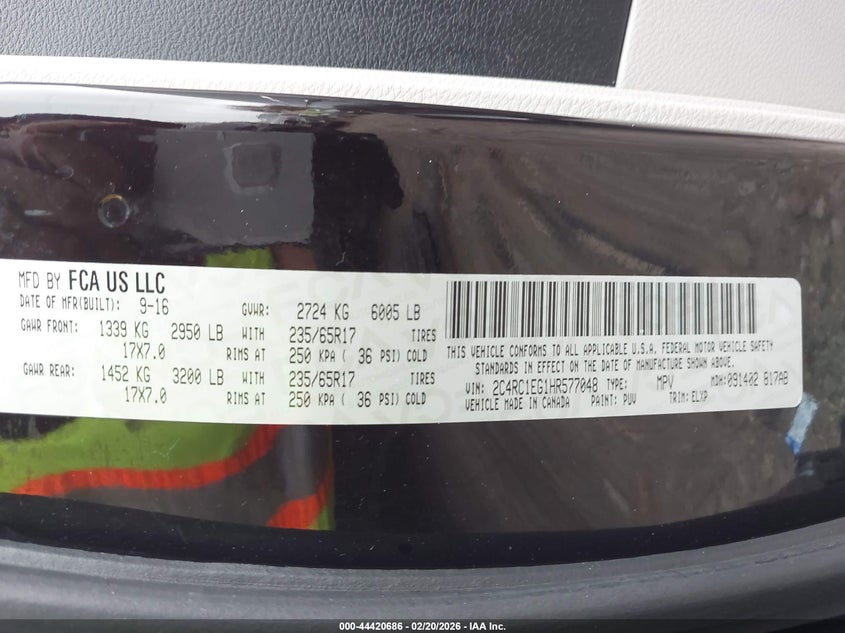 MFD BY FCA US LLC
DATE OF MFR(BUILT): 9-16 GVWR: 2724 KG 6005 LB
GAWR FRONT: 1339 KG 2950 LB WITH 235/65R17 TIRES
17X7.0 RIMS AT 250 KPA ( 36 PSI) COLD
GAWR REAR: 1452 KG 3200 LB WITH 235/65R17 TIRES
17X7.0 RIMS AT 250 KPA ( 36 PSI) COLD
THIS VEHICLE CONFORMS TO ALL APPLICABLE U.S.A. FEDERAL MOTOR VEHICLE SAFETY
STANDARDS IN EFFECT ON THE DATE OF MANUFACTURE SHOWN ABOVE.
VIN: 2C4RC1EG1HR577048 TYPE: MPV MDH: 091402 817AB
VEHICLE MADE IN CANADA PAINT: PUV TRIM: ELXP
000-44420686 - 02/20/2026 - IAA Inc.